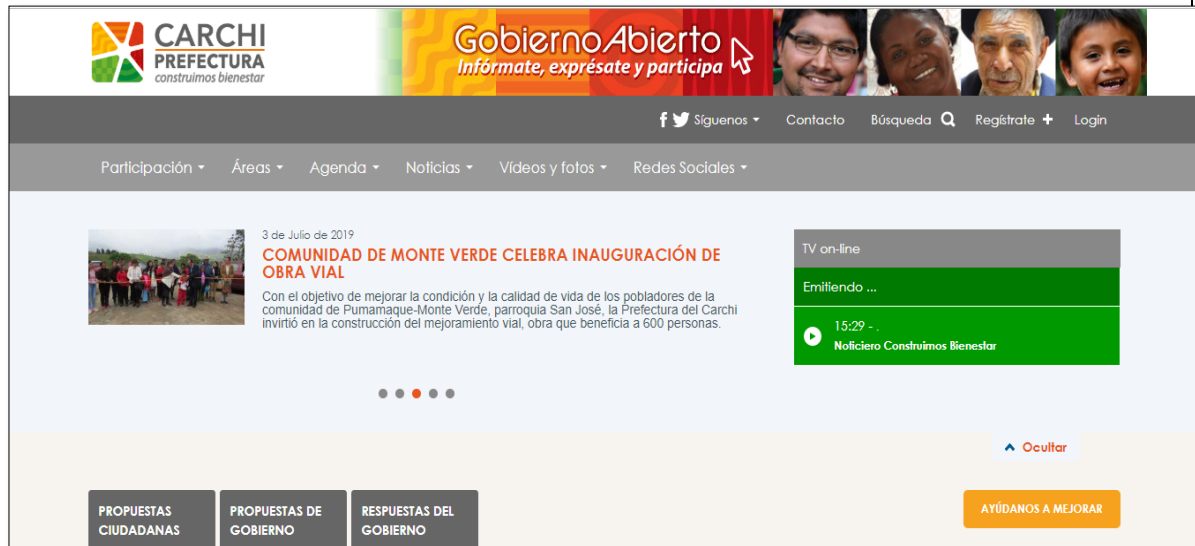 CARCHI
PREFECTURA
construimos bienestar
GobiernoAbierto
Infórmate, exprésate y participa
Síguenos
Contacto
Búsqueda
Regístrate
Login
Participación
Áreas
Agenda
Noticias
Vídeos y fotos
Redes Sociales
3 de Julio de 2019
COMUNIDAD DE MONTE VERDE CELEBRA INAUGURACIÓN DE
OBRA VIAL
Con el objetivo de mejorar la condición y la calidad de vida de los pobladores de la
comunidad de Pumamaque-Monte Verde, parroquia San José, la Prefectura del Carchi
invirtió en la construcción del mejoramiento vial, obra que beneficia a 600 personas.
TV on-line
Emitiendo ...
15:29 - .
Noticiero Construimos Bienestar
Ocultar
PROPUESTAS
CIUDADANAS
PROPUESTAS DE
GOBIERNO
RESPUESTAS DEL
GOBIERNO
AYÚDANOS A MEJORAR